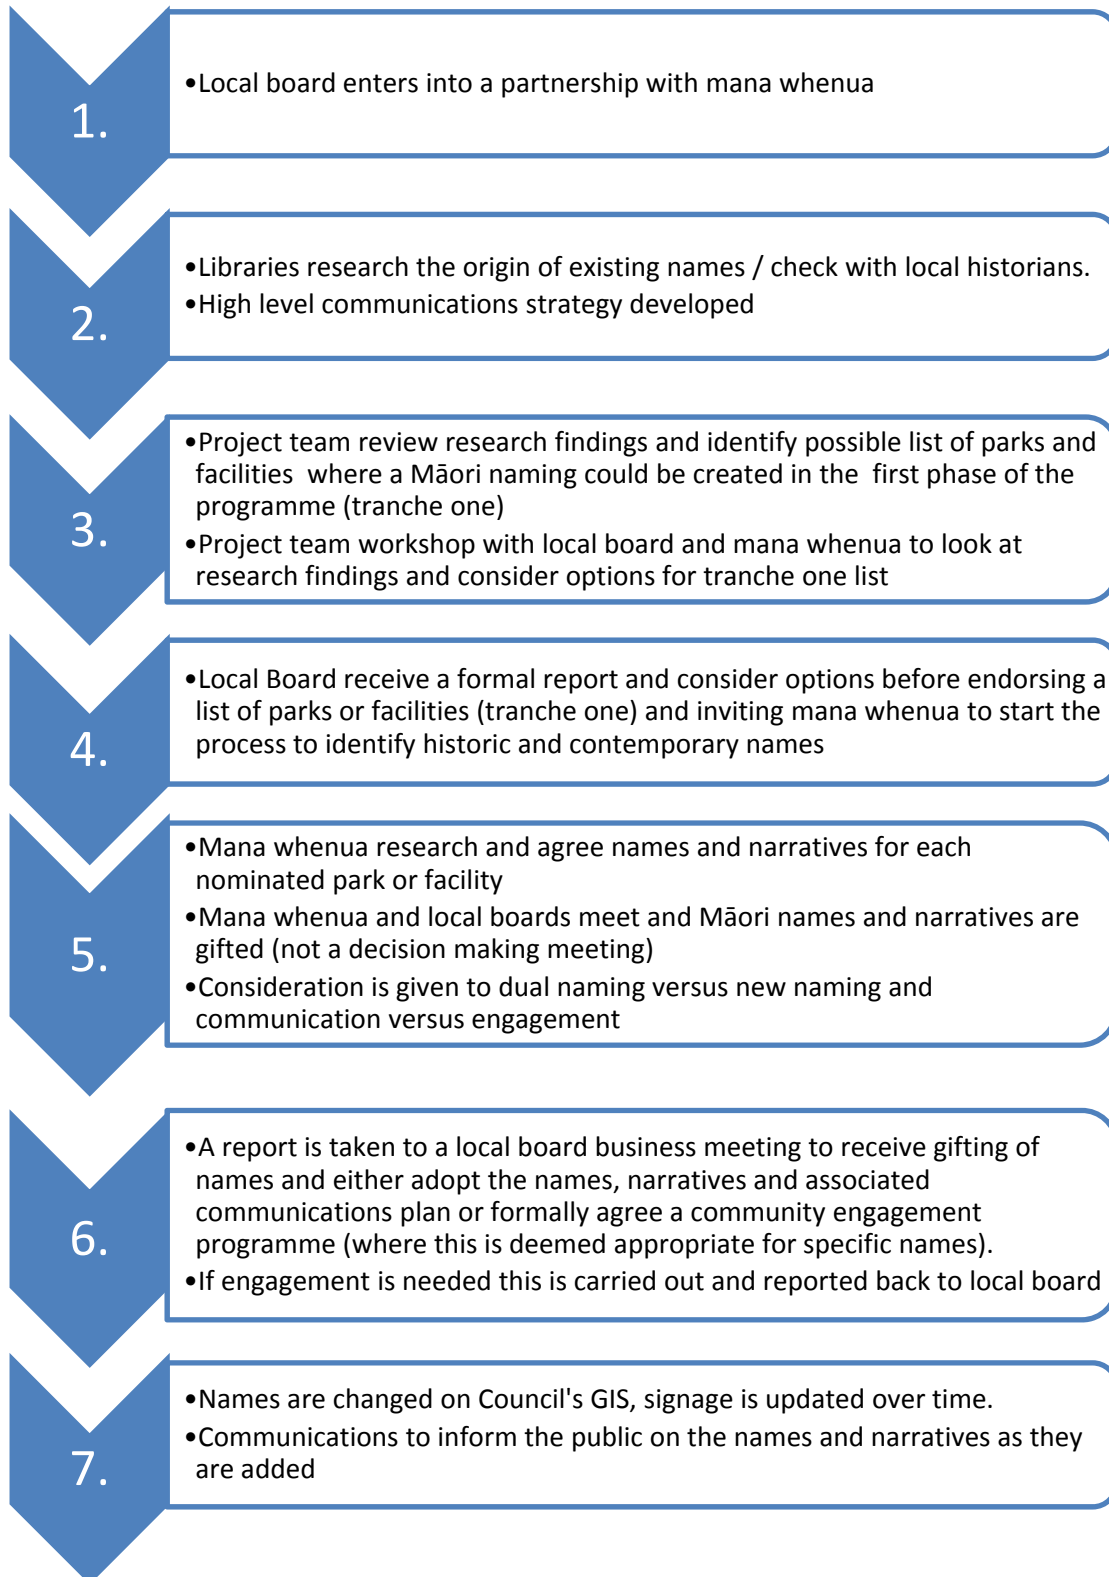 1.
•Local board enters into a partnership with mana whenua
2.
•Libraries research the origin of existing names / check with local historians.
•High level communications strategy developed
3.
•Project team review research findings and identify possible list of parks and
facilities where a Māori naming could be created in the first phase of the
programme (tranche one)
•Project team workshop with local board and mana whenua to look at
research findings and consider options for tranche one list
4.
•Local Board receive a formal report and consider options before endorsing a
list of parks or facilities (tranche one) and inviting mana whenua to start the
process to identify historic and contemporary names
5.
•Mana whenua research and agree names and narratives for each
nominated park or facility
•Mana whenua and local boards meet and Māori names and narratives are
gifted (not a decision making meeting)
•Consideration is given to dual naming versus new naming and
communication versus engagement
6.
•A report is taken to a local board business meeting to receive gifting of
names and either adopt the names, narratives and associated
communications plan or formally agree a community engagement
programme (where this is deemed appropriate for specific names).
•If engagement is needed this is carried out and reported back to local board
7.
•Names are changed on Council's GIS, signage is updated over time.
•Communications to inform the public on the names and narratives as they
are added